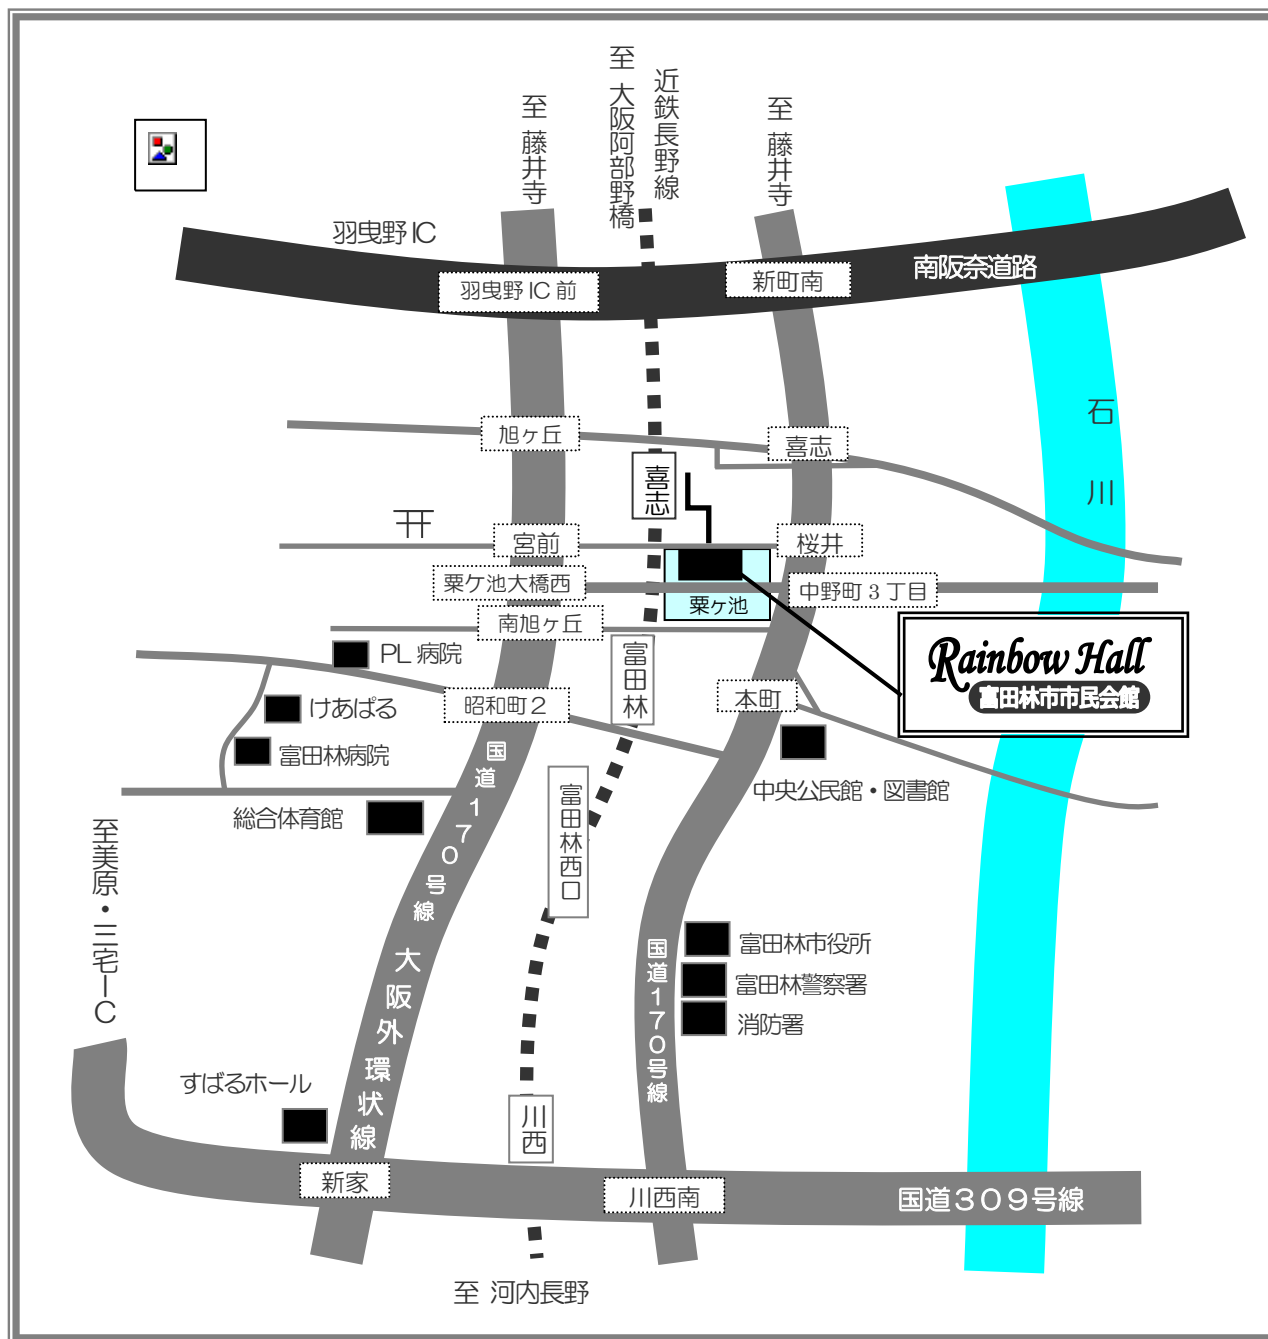 至 大阪阿部野橋
近鉄長野線
至 藤井寺
至 藤井寺
羽曳野 IC
南阪奈道路
羽曳野 IC 前
新町南
石川
旭ヶ丘
喜志
喜志
宮前
桜井
粟ケ池大橋西
中野町 3 丁目
粟ヶ池
南旭ヶ丘
Rainbow Hall
富田林市市民会館
PL 病院
富田林
けあぱる
昭和町2
本町
富田林病院
中央公民館・図書館
総合体育館
国道170号線 大阪外環状線
富田林西口
至美原・三宅IC
富田林市役所
国道170号線
富田林警察署
消防署
すばるホール
川西
新家
川西南
国道309号線
至 河内長野